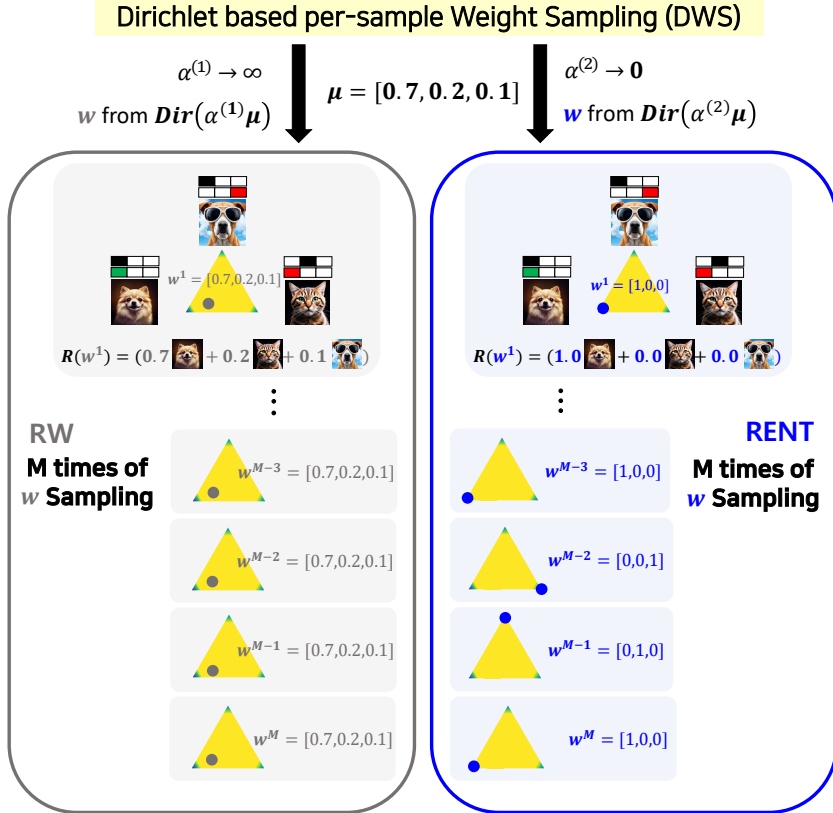 Dirichlet based per-sample Weight Sampling (DWS)
α⁽¹⁾ → ∞
w from Dir(α⁽¹⁾μ)
μ = [0.7, 0.2, 0.1]
α⁽²⁾ → 0
w from Dir(α⁽²⁾μ)
w¹ = [0.7,0.2,0.1]
R(w¹) = (0.7 + 0.2 + 0.1 )
⋮
RW
M times of
w Sampling
wᴹ⁻³ = [0.7,0.2,0.1]
wᴹ⁻² = [0.7,0.2,0.1]
wᴹ⁻¹ = [0.7,0.2,0.1]
wᴹ = [0.7,0.2,0.1]
w¹ = [1,0,0]
R(w¹) = (1.0 + 0.0 + 0.0 )
⋮
RENT
M times of
w Sampling
wᴹ⁻³ = [1,0,0]
wᴹ⁻² = [0,0,1]
wᴹ⁻¹ = [0,1,0]
wᴹ = [1,0,0]